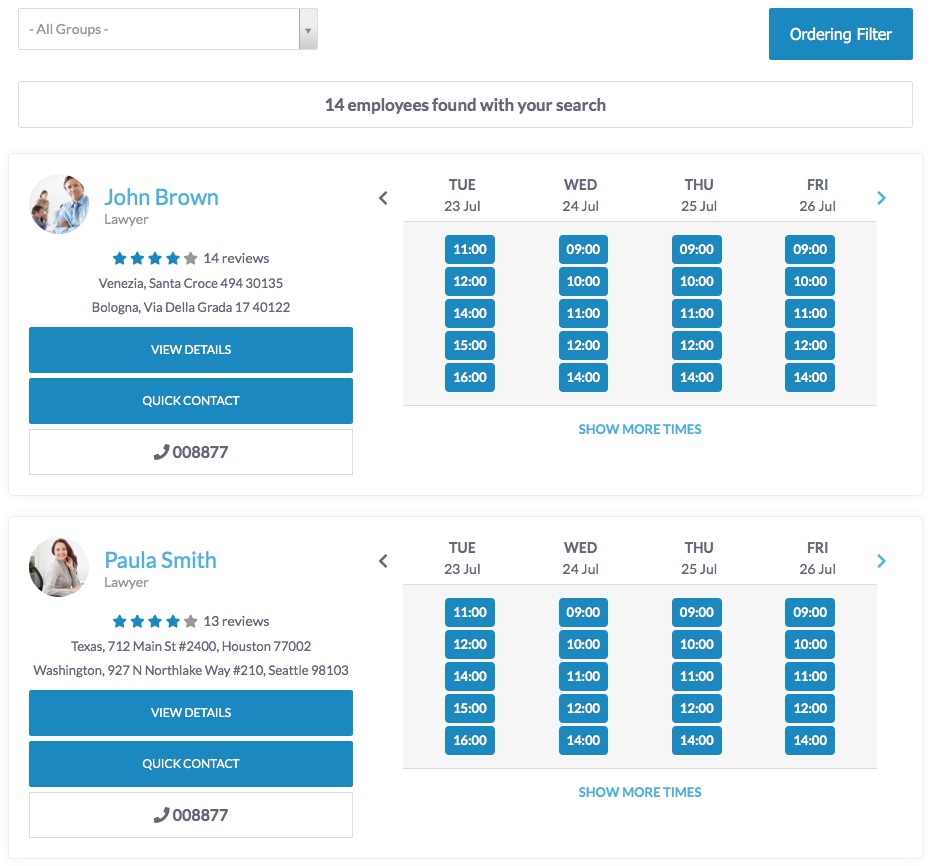 - All Groups -
Ordering Filter
14 employees found with your search
John Brown
Lawyer
14 reviews
Venezia, Santa Croce 494 30135
Bologna, Via Della Grada 17 40122
VIEW DETAILS
QUICK CONTACT
008877
TUE WED THU FRI
23 Jul 24 Jul 25 Jul 26 Jul
11:00 09:00 09:00 09:00
12:00 10:00 10:00 10:00
14:00 11:00 11:00 11:00
15:00 12:00 12:00 12:00
16:00 14:00 14:00 14:00
SHOW MORE TIMES
Paula Smith
Lawyer
13 reviews
Texas, 712 Main St #2400, Houston 77002
Washington, 927 N Northlake Way #210, Seattle 98103
VIEW DETAILS
QUICK CONTACT
008877
TUE WED THU FRI
23 Jul 24 Jul 25 Jul 26 Jul
11:00 09:00 09:00 09:00
12:00 10:00 10:00 10:00
14:00 11:00 11:00 11:00
15:00 12:00 12:00 12:00
16:00 14:00 14:00 14:00
SHOW MORE TIMES